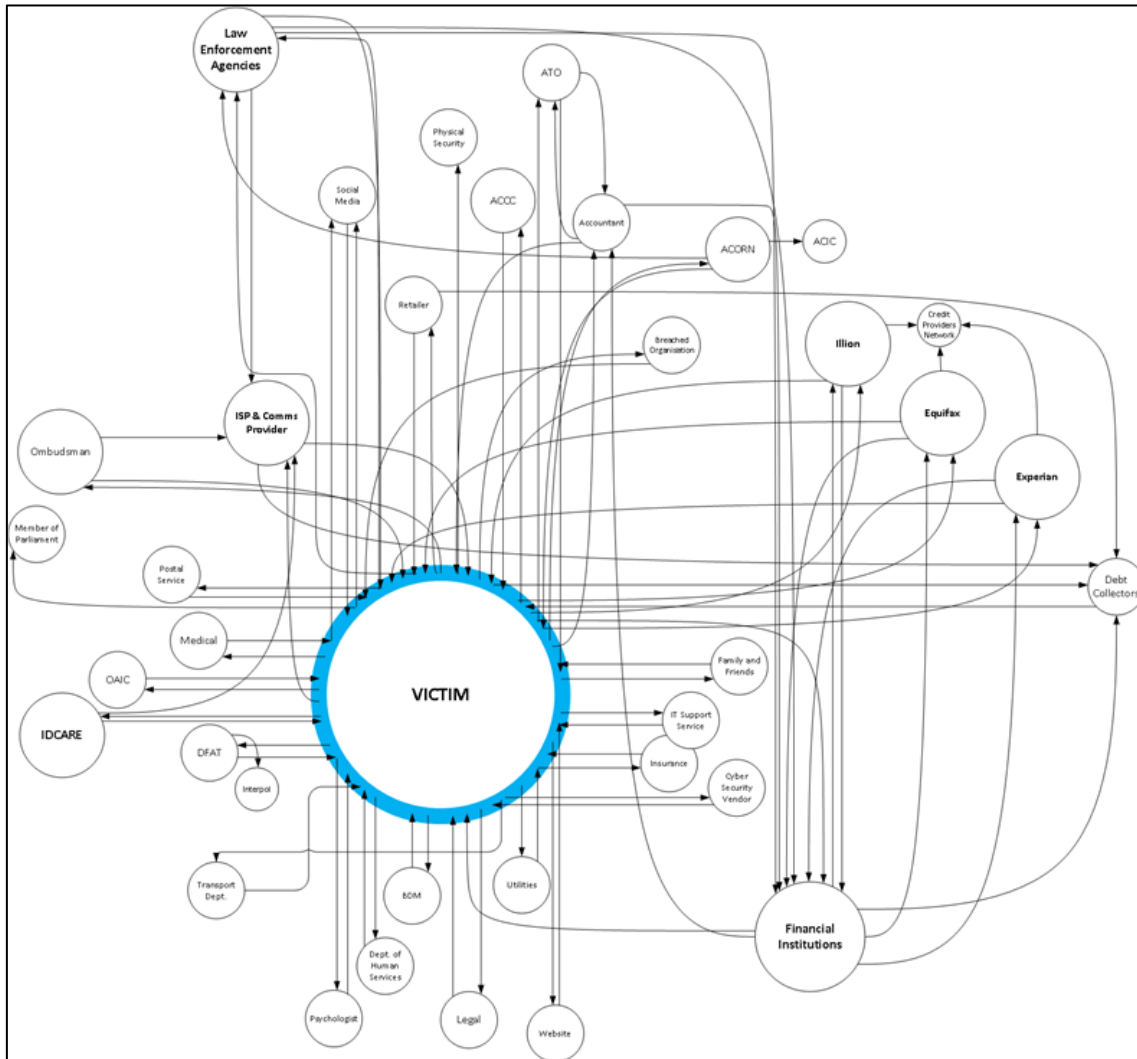 Law
Enforcement
Agencies
ATO
Physical
Security
Social
Media
ACCC
Accountant
ACORN
ACIC
Retailer
Breached
Organisation
Illion
Credit
Providers
Network
ISP & Comms
Provider
Equifax
Ombudsman
Experian
Member of
Parliament
Postal
Service
Debt
Collectors
Medical
OAIC
VICTIM
Family and
Friends
IDCARE
IT Support
Service
DFAT
Insurance
Interpol
Cyber
Security
Vendor
Transport
Dept.
BDM
Utilities
Financial
Institutions
Dept. of
Human
Services
Psychologist
Legal
Website